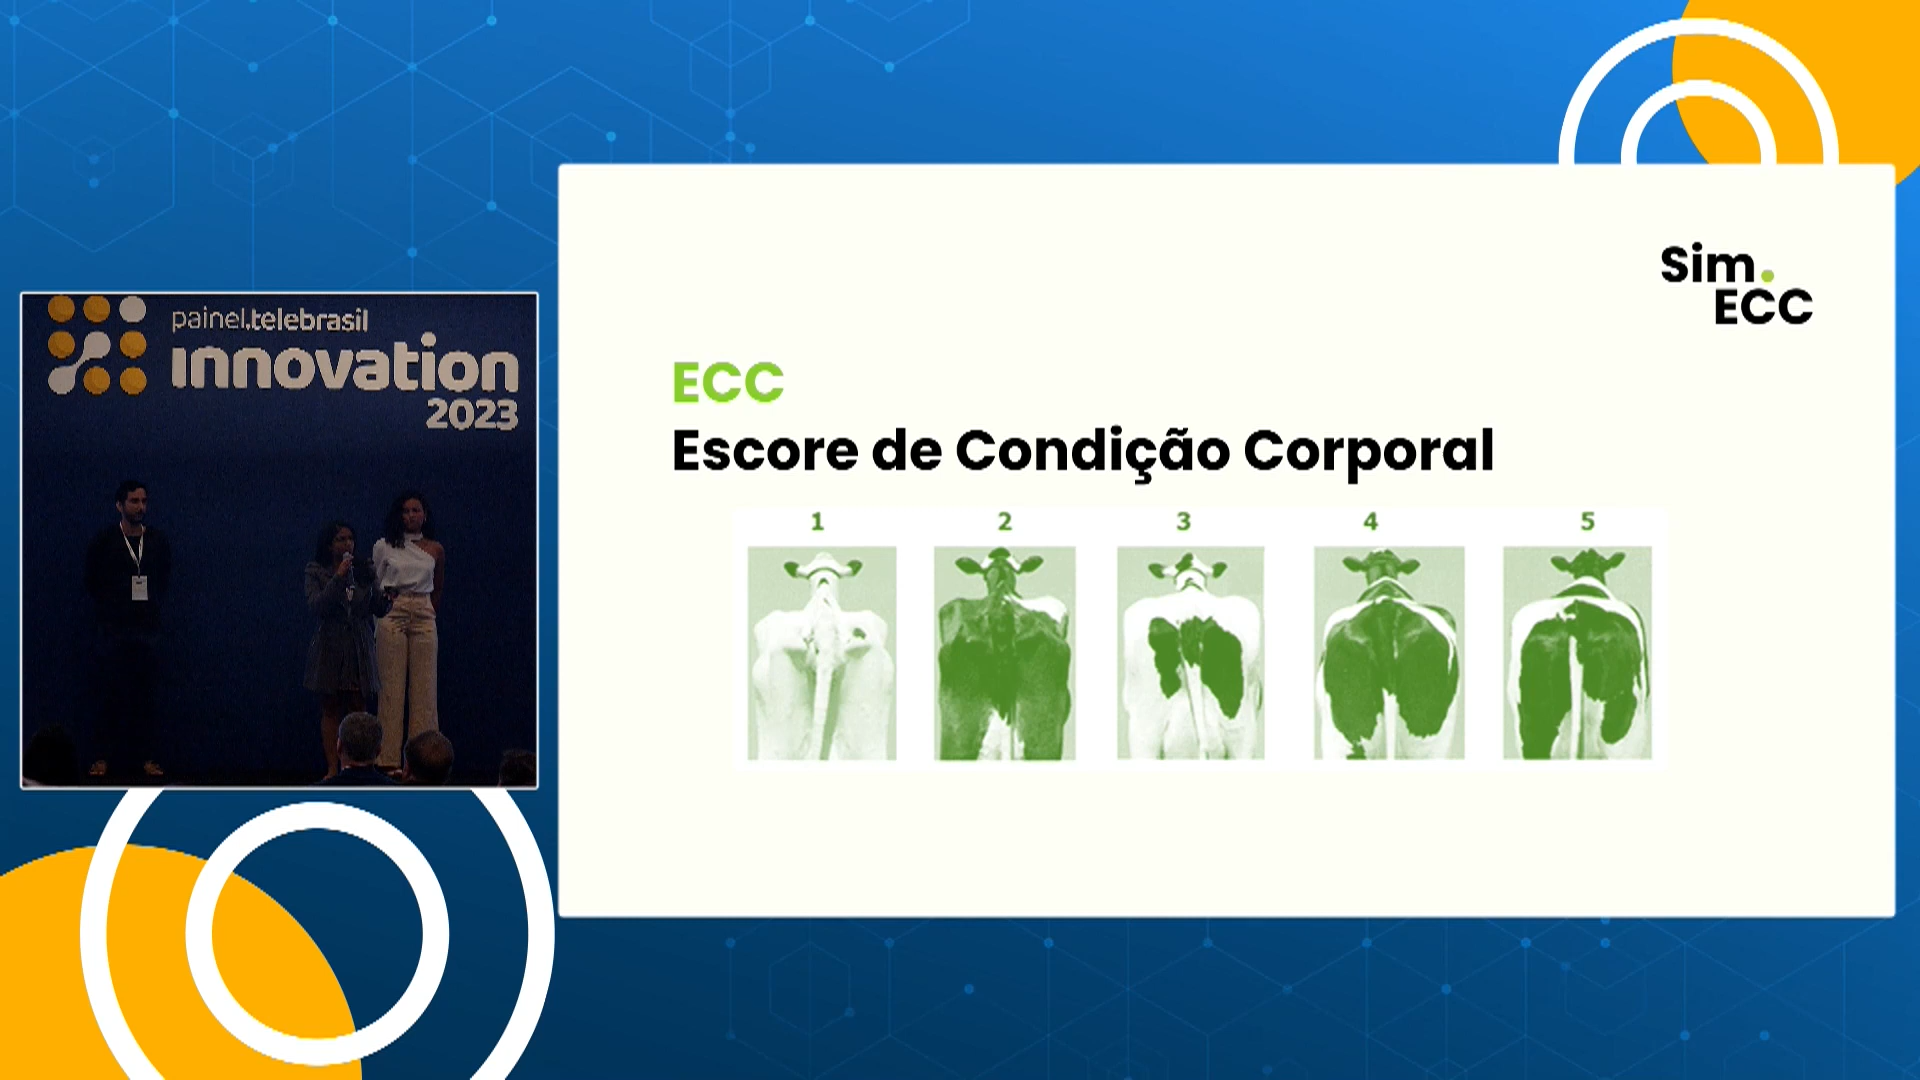 painel.telebrasil
innovation
2023
Sim.
ECC
ECC
Escore de Condição Corporal
1 2 3 4 5